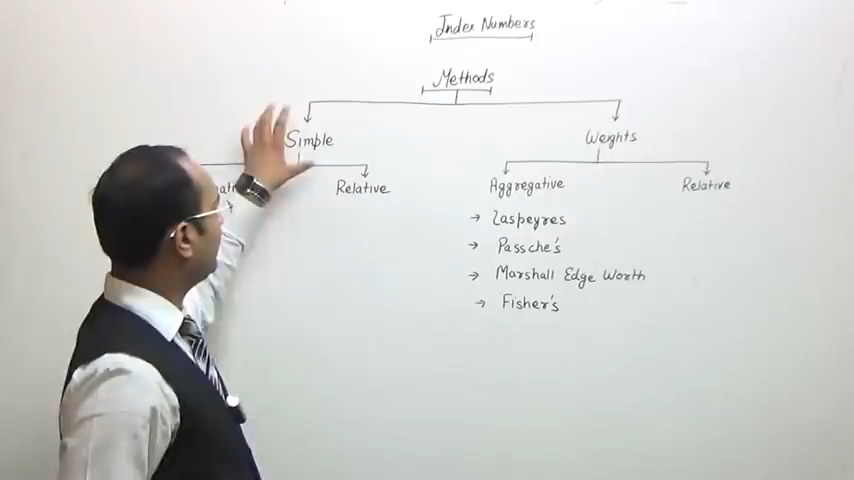 Index Numbers
Methods
Simple
Weights
Relative
Aggregative
Relative
→ Laspeyres
→ Passche's
→ Marshall Edge Worth
→ Fisher's